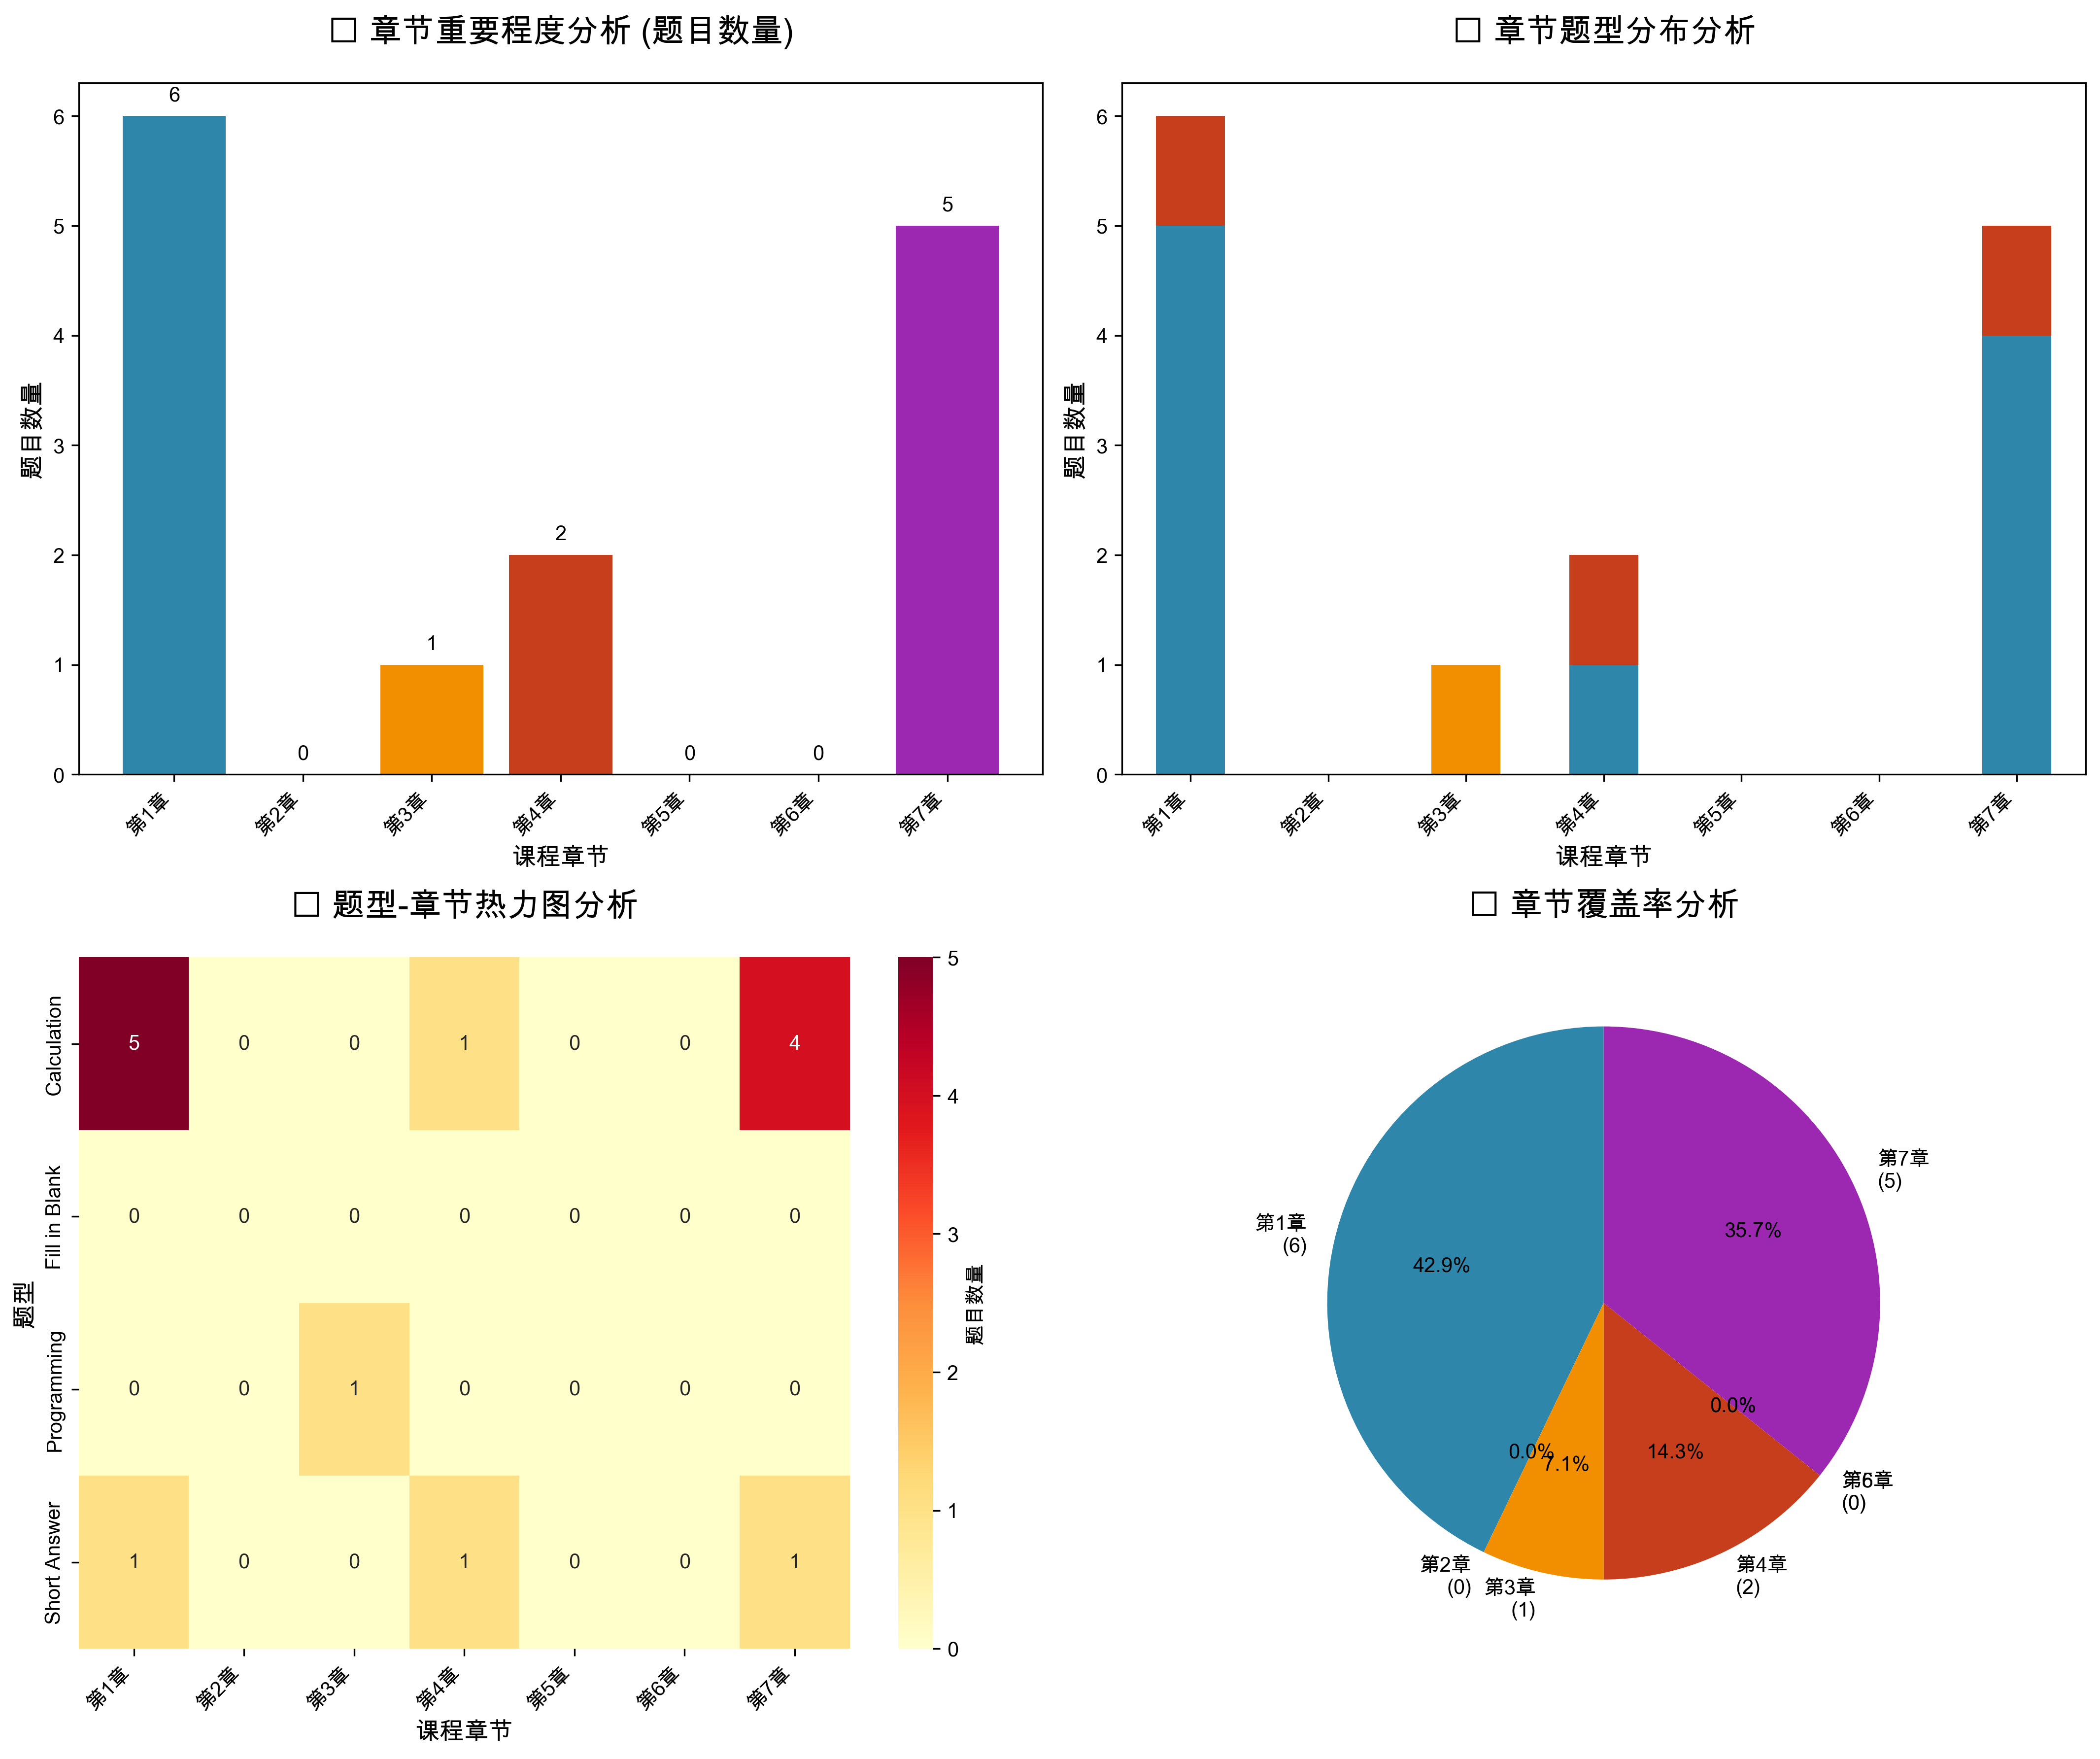 □ 章节重要程度分析 (题目数量)
题目数量
6
5
4
3
2
1
0
6
0
1
2
0
0
5
第1章
第2章
第3章
第4章
第5章
第6章
第7章
课程章节
□ 章节题型分布分析
题目数量
6
5
4
3
2
1
0
第1章
第2章
第3章
第4章
第5章
第6章
第7章
课程章节
□ 题型-章节热力图分析
题型
Calculation
5 0 0 1 0 0 4
Fill in Blank
0 0 0 0 0 0 0
Programming
0 0 1 0 0 0 0
Short Answer
1 0 0 1 0 0 1
第1章
第2章
第3章
第4章
第5章
第6章
第7章
课程章节
5
4
3
2
1
0
题目数量
□ 章节覆盖率分析
第7章
(5)
35.7%
第1章
(6)
42.9%
0.0%
0.0%
7.1%
14.3%
第6章
(0)
第2章
(0)
第3章
(1)
第4章
(2)